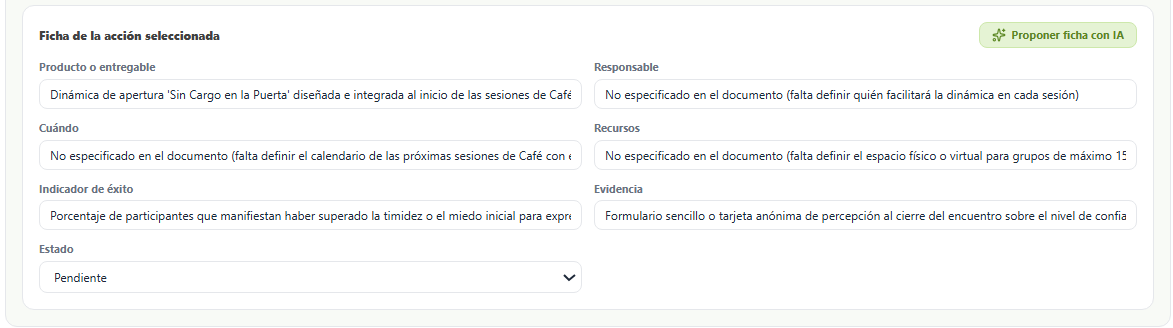 Ficha de la acción seleccionada
Proponer ficha con IA
Producto o entregable
Dinámica de apertura 'Sin Cargo en la Puerta' diseñada e integrada al inicio de las sesiones de Café
Responsable
No especificado en el documento (falta definir quién facilitará la dinámica en cada sesión)
Cuándo
No especificado en el documento (falta definir el calendario de las próximas sesiones de Café con e
Recursos
No especificado en el documento (falta definir el espacio físico o virtual para grupos de máximo 15
Indicador de éxito
Porcentaje de participantes que manifiestan haber superado la timidez o el miedo inicial para expre
Evidencia
Formulario sencillo o tarjeta anónima de percepción al cierre del encuentro sobre el nivel de confia
Estado
Pendiente